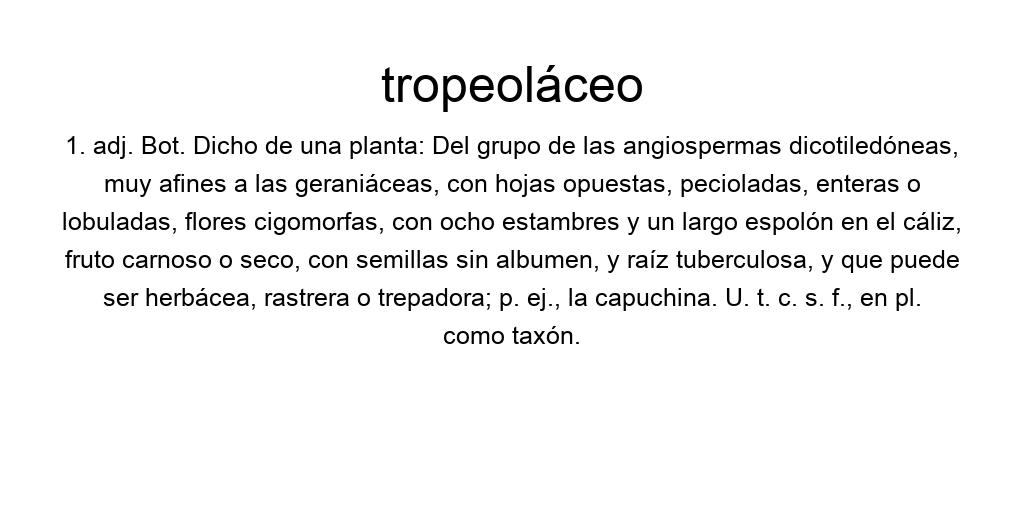 tropeoláceo
1. adj. Bot. Dicho de una planta: Del grupo de las angiospermas dicotiledóneas,
muy afines a las geraniáceas, con hojas opuestas, pecioladas, enteras o
lobuladas, flores cigomorfas, con ocho estambres y un largo espolón en el cáliz,
fruto carnoso o seco, con semillas sin albumen, y raíz tuberculosa, y que puede
ser herbácea, rastrera o trepadora; p. ej., la capuchina. U. t. c. s. f., en pl.
como taxón.